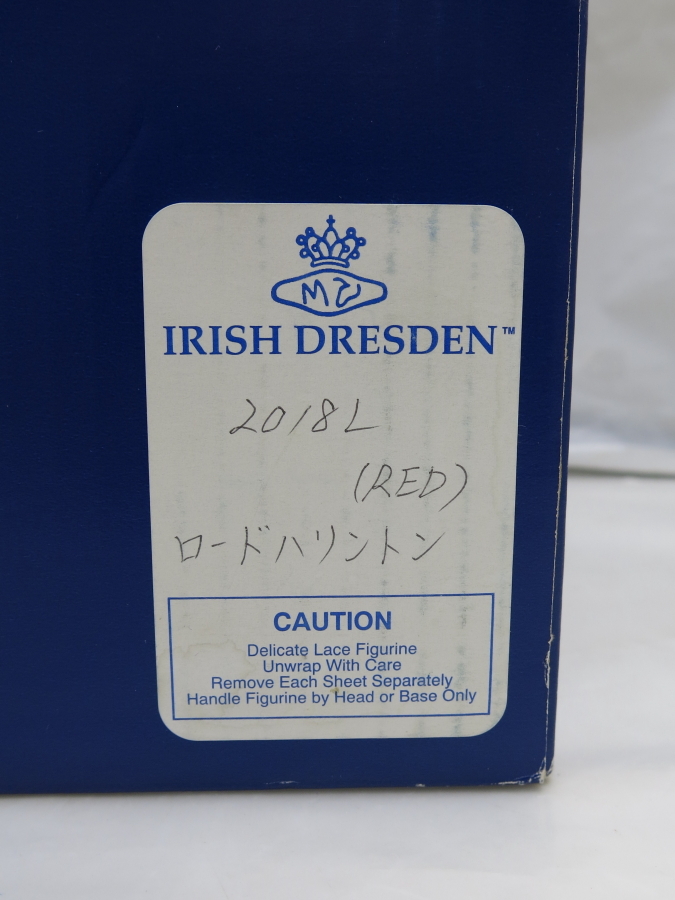 IRISH DRESDEN™
2018L
(RED)
ロードハリントン
CAUTION
Delicate Lace Figurine
Unwrap With Care
Remove Each Sheet Separately
Handle Figurine by Head or Base Only